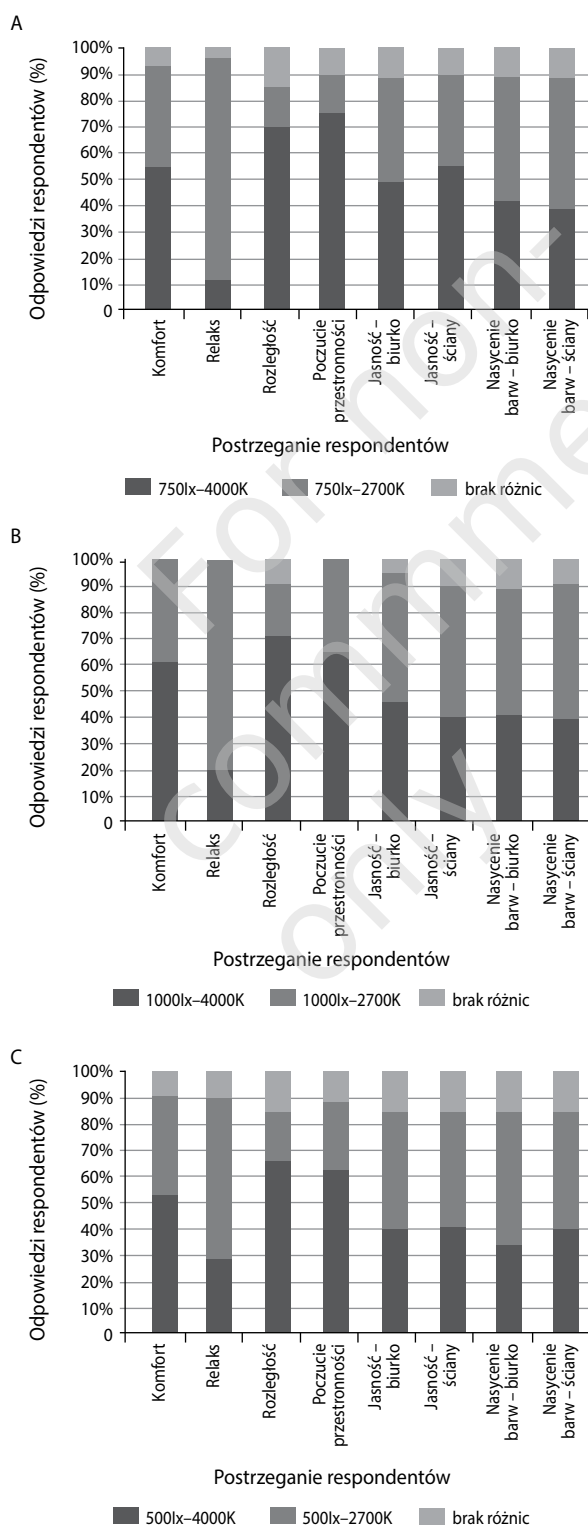 A
Odpowiedzi respondentów (%)
100%
90%
80%
70%
60%
50%
40%
30%
20%
10%
0
Komfort
Relaks
Rozległość
Poczucie
przestronności
Jasność –
biurko
Jasność –
ściany
Nasycenie
barw – biurko
Nasycenie
barw – ściany
Postrzeganie respondentów
750lx–4000K 750lx–2700K brak różnic
B
Odpowiedzi respondentów (%)
100%
90%
80%
70%
60%
50%
40%
30%
20%
10%
0
Komfort
Relaks
Rozległość
Poczucie
przestronności
Jasność –
biurko
Jasność –
ściany
Nasycenie
barw – biurko
Nasycenie
barw – ściany
Postrzeganie respondentów
1000lx–4000K 1000lx–2700K brak różnic
C
Odpowiedzi respondentów (%)
100%
90%
80%
70%
60%
50%
40%
30%
20%
10%
0
Komfort
Relaks
Rozległość
Poczucie
przestronności
Jasność –
biurko
Jasność –
ściany
Nasycenie
barw – biurko
Nasycenie
barw – ściany
Postrzeganie respondentów
500lx–4000K 500lx–2700K brak różnic
For non-
comme
only